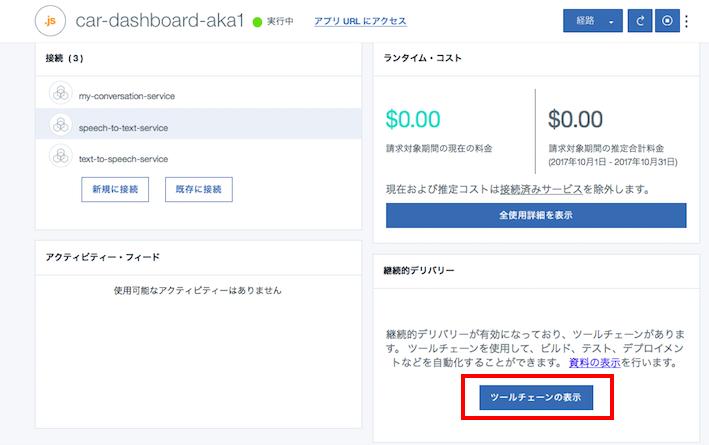 .js car-dashboard-aka1 実行中 アプリ URL にアクセス 経路
接続 (3)
my-conversation-service
speech-to-text-service
text-to-speech-service
新規に接続 既存に接続
ランタイム・コスト
$0.00
請求対象期間の現在の料金
$0.00
請求対象期間の推定合計料金
(2017年10月1日 - 2017年10月31日)
現在および推定コストは接続済みサービスを除外します。
全使用詳細を表示
アクティビティー・フィード
使用可能なアクティビティーはありません
継続的デリバリー
継続的デリバリーが有効になっており、ツールチェーンがありま
す。 ツールチェーンを使用して、ビルド、テスト、デプロイメン
トなどを自動化することができます。 資料の表示を行います。
ツールチェーンの表示